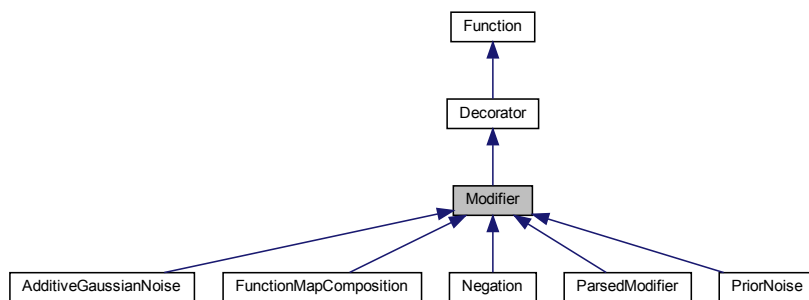 Function
Decorator
Modifier
AdditiveGaussianNoise FunctionMapComposition Negation ParsedModifier PriorNoise